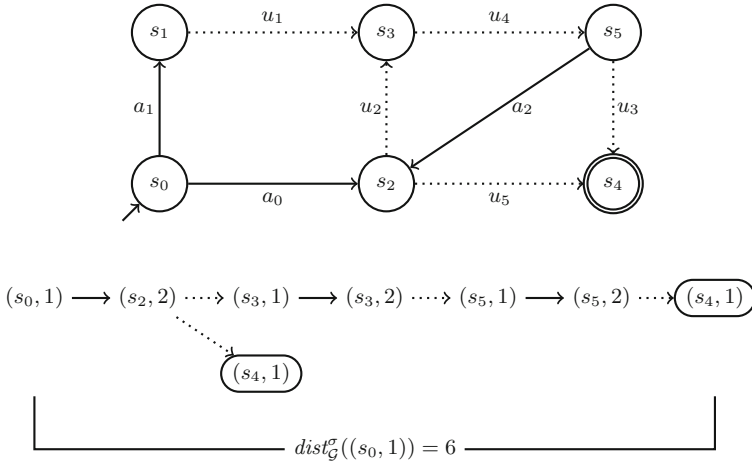 s₁ u₁ s₃ u₄ s₅
a₁ u₂ a₂ u₃
s₀ a₀ s₂ u₅ s₄
(s₀, 1) (s₂, 2) (s₃, 1) (s₃, 2) (s₅, 1) (s₅, 2) (s₄, 1)
(s₄, 1)
dist^σ_𝒢((s₀, 1)) = 6